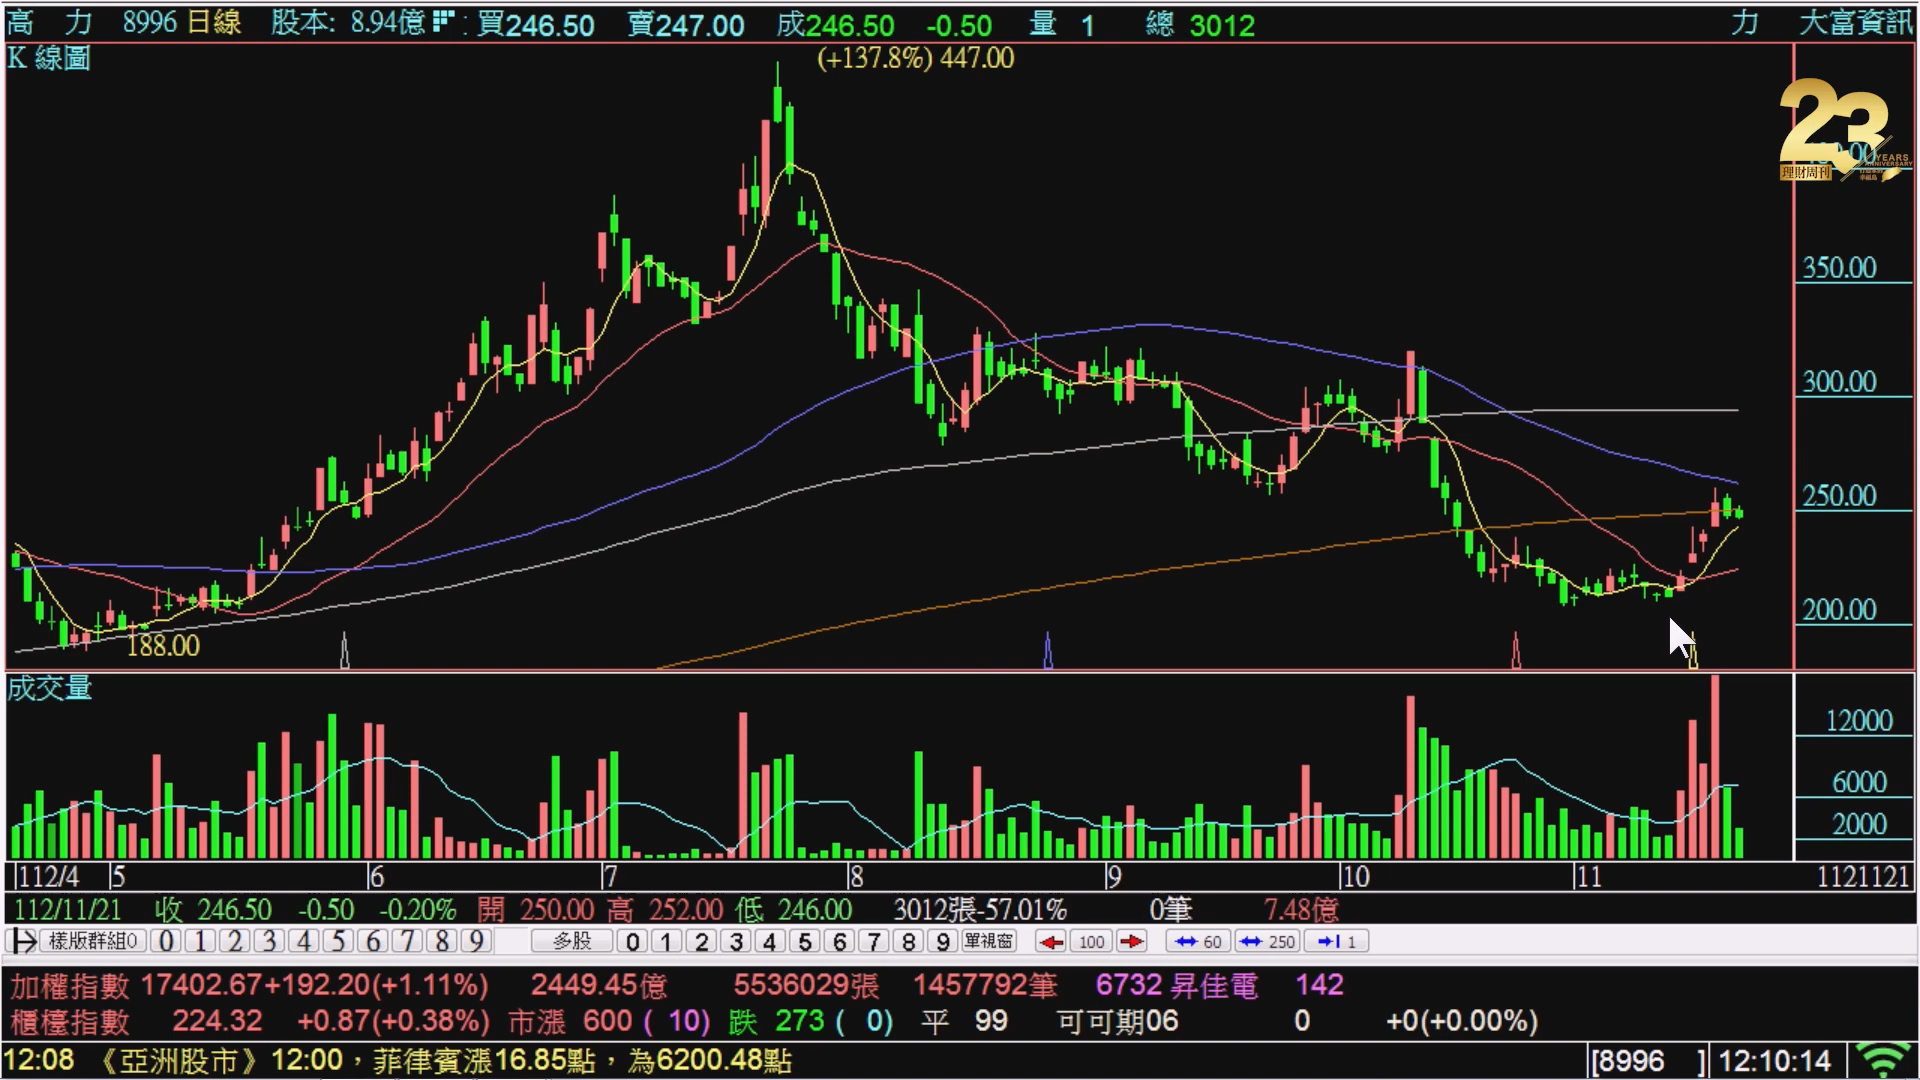 高 力 8996 日線 股本: 8.94億 : 買246.50 賣247.00 成246.50 -0.50 量 1 總 3012 力 大富資訊
K 線圖
(+137.8%) 447.00
23
YEARS
ANNIVERSARY
理財周刊
350.00
300.00
250.00
200.00
188.00
成交量
12000
6000
2000
112/4 5 6 7 8 9 10 11 1121121
112/11/21 收 246.50 -0.50 -0.20% 開 250.00 高 252.00 低 246.00 3012張-57.01% 0筆 7.48億
樣版群組0 0 1 2 3 4 5 6 7 8 9 多股 0 1 2 3 4 5 6 7 8 9 單視窗 100 60 250 1
加權指數 17402.67+192.20(+1.11%) 2449.45億 5536029張 1457792筆 6732 昇佳電 142
櫃檯指數 224.32 +0.87(+0.38%) 市漲 600 ( 10) 跌 273 ( 0) 平 99 可可期06 0 +0(+0.00%)
12:08 《亞洲股市》12:00，菲律賓漲16.85點，為6200.48點 [8996 ] 12:10:14